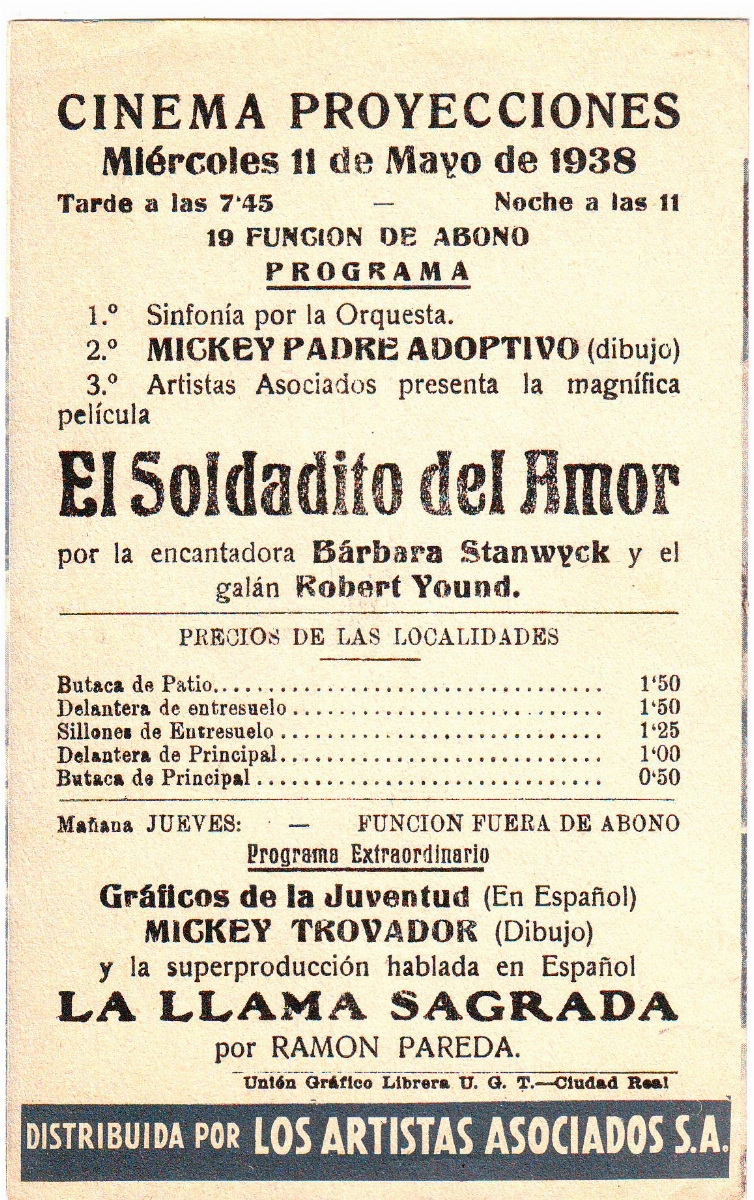 CINEMA PROYECCIONES
Miércoles 11 de Mayo de 1938
Tarde a las 7'45 — Noche a las 11
19 FUNCION DE ABONO
PROGRAMA
1.º Sinfonía por la Orquesta.
2.º MICKEY PADRE ADOPTIVO (dibujo)
3.º Artistas Asociados presenta la magnífica
película
El Soldadito del Amor
por la encantadora Bárbara Stanwyck y el
galán Robert Yound.
PRECIOS DE LAS LOCALIDADES
Butaca de Patio.................................. 1'50
Delantera de entresuelo.......................... 1'50
Sillones de Entresuelo........................... 1'25
Delantera de Principal........................... 1'00
Butaca de Principal.............................. 0'50
Mañana JUEVES: — FUNCION FUERA DE ABONO
Programa Extraordinario
Gráficos de la Juventud (En Español)
MICKEY TROVADOR (Dibujo)
y la superproducción hablada en Español
LA LLAMA SAGRADA
por RAMON PAREDA.
Unión Gráfico Librera U. G. T.—Ciudad Real
DISTRIBUIDA POR LOS ARTISTAS ASOCIADOS S.A.